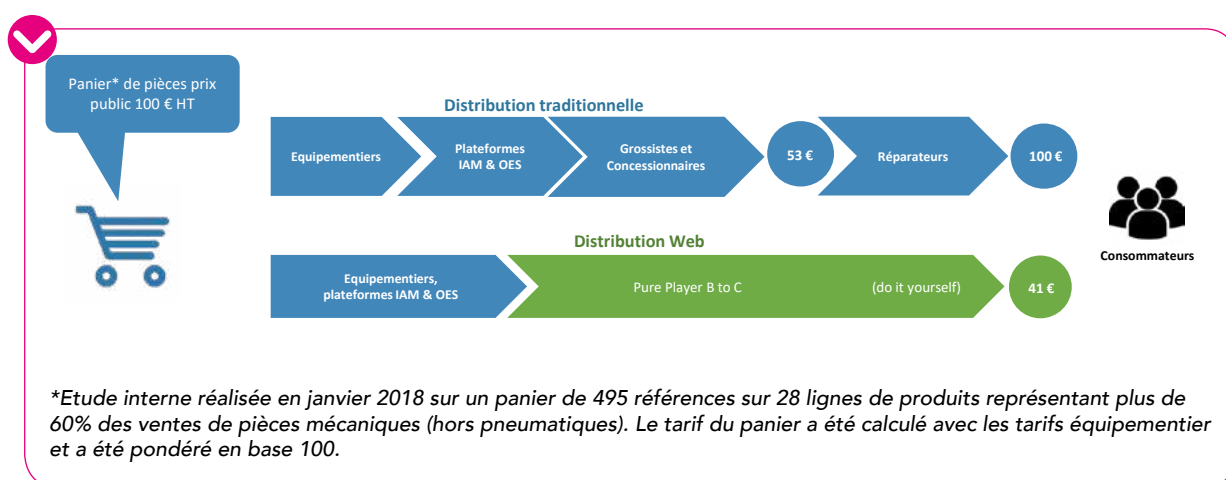 Panier* de pièces prix
public 100 € HT
Distribution traditionnelle
Equipementiers
Plateformes
IAM & OES
Grossistes et
Concessionnaires
53 €
Réparateurs
100 €
Consommateurs
Distribution Web
Equipementiers,
plateformes IAM & OES
Pure Player B to C
(do it yourself)
41 €
*Etude interne réalisée en janvier 2018 sur un panier de 495 références sur 28 lignes de produits représentant plus de
60% des ventes de pièces mécaniques (hors pneumatiques). Le tarif du panier a été calculé avec les tarifs équipementier
et a été pondéré en base 100.